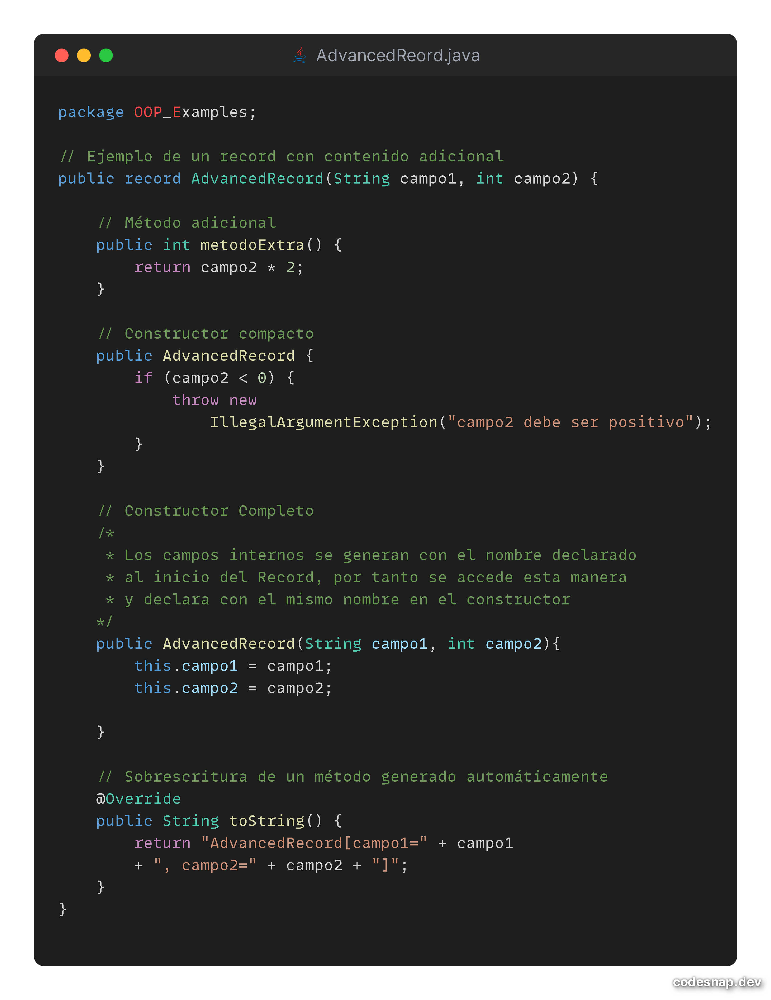 AdvancedReord.java
package OOP_Examples;
// Ejemplo de un record con contenido adicional
public record AdvancedRecord(String campo1, int campo2) {
// Método adicional
public int metodoExtra() {
return campo2 * 2;
}
// Constructor compacto
public AdvancedRecord {
if (campo2 < 0) {
throw new
IllegalArgumentException("campo2 debe ser positivo");
}
}
// Constructor Completo
/*
* Los campos internos se generan con el nombre declarado
* al inicio del Record, por tanto se accede esta manera
* y declara con el mismo nombre en el constructor
*/
public AdvancedRecord(String campo1, int campo2){
this.campo1 = campo1;
this.campo2 = campo2;
}
// Sobrescritura de un método generado automáticamente
@Override
public String toString() {
return "AdvancedRecord[campo1=" + campo1
+ ", campo2=" + campo2 + "]";
}
}
codesnap.dev